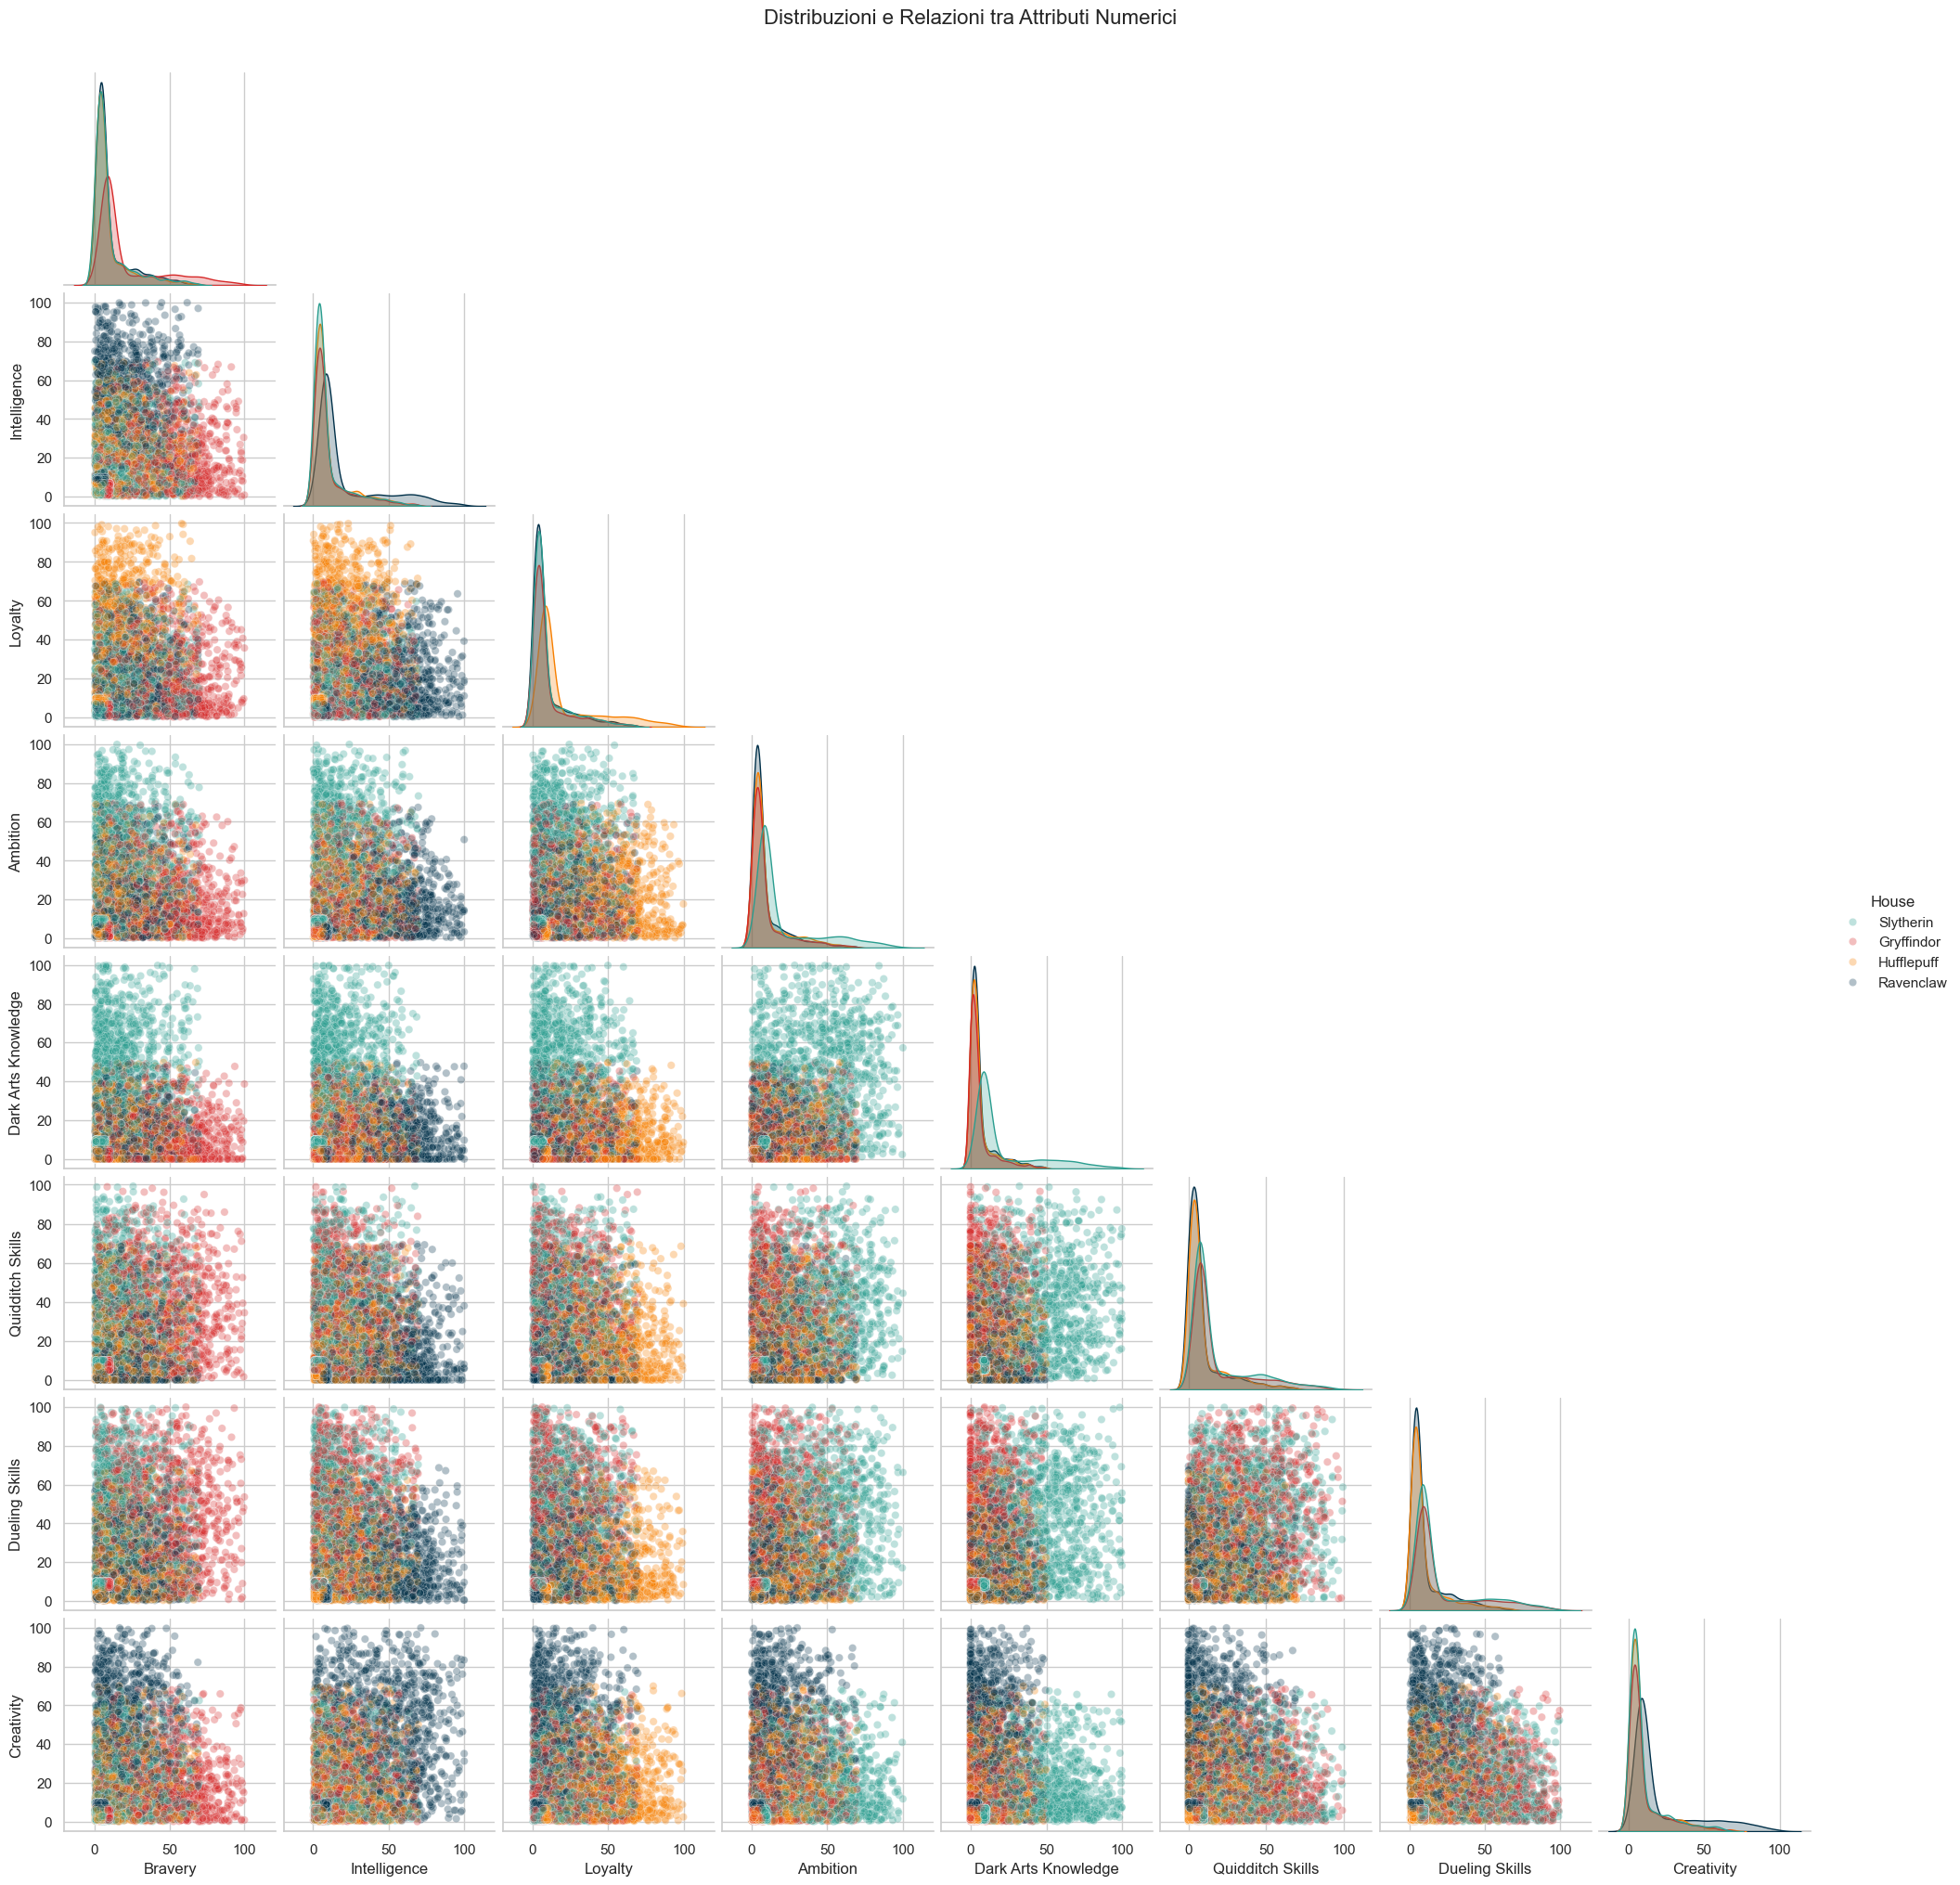 Distribuzioni e Relazioni tra Attributi Numerici
100
80
60
40
20
0
Intelligence
100
80
60
40
20
0
Loyalty
100
80
60
40
20
0
Ambition
House
Slytherin
Gryffindor
Hufflepuff
Ravenclaw
100
80
60
40
20
0
Dark Arts Knowledge
100
80
60
40
20
0
Quidditch Skills
100
80
60
40
20
0
Dueling Skills
100
80
60
40
20
0
Creativity
0 50 100 0 50 100 0 50 100 0 50 100 0 50 100 0 50 100 0 50 100 0 50 100
Bravery Intelligence Loyalty Ambition Dark Arts Knowledge Quidditch Skills Dueling Skills Creativity